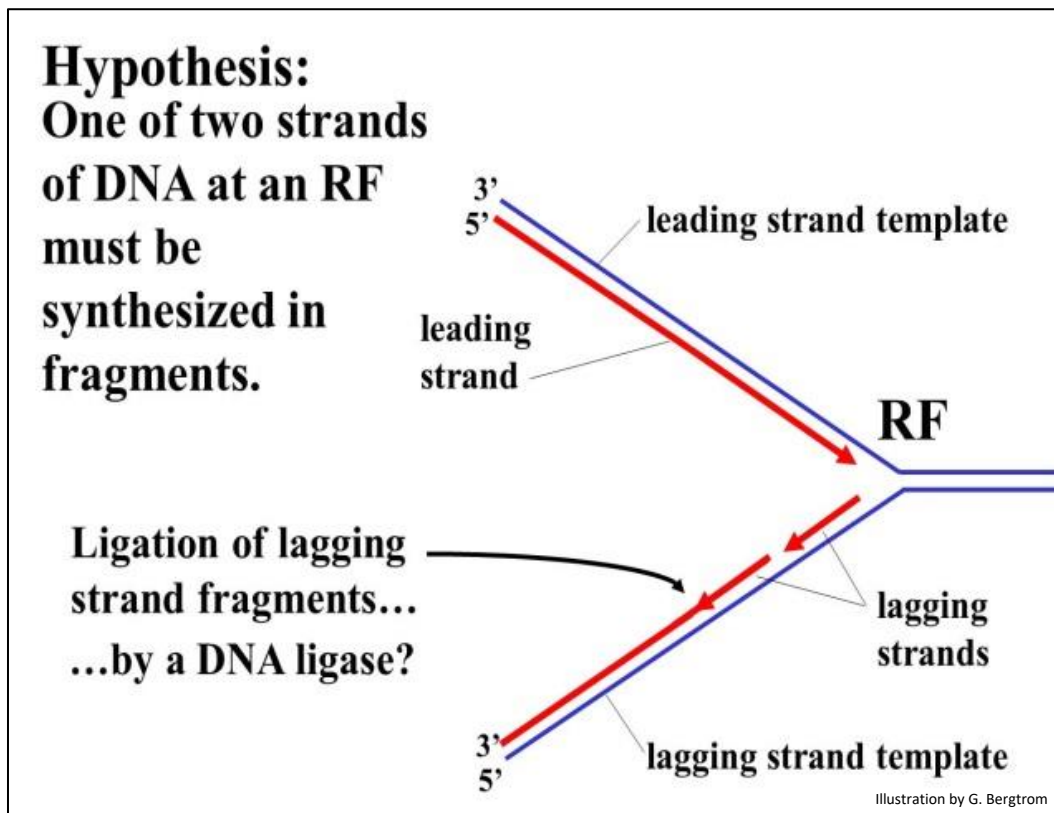 Hypothesis:
One of two strands
of DNA at an RF
must be
synthesized in
fragments.
3’
5’
leading strand template
leading
strand
RF
Ligation of lagging
strand fragments…
…by a DNA ligase?
lagging
strands
3’
5’
lagging strand template
Illustration by G. Bergtrom